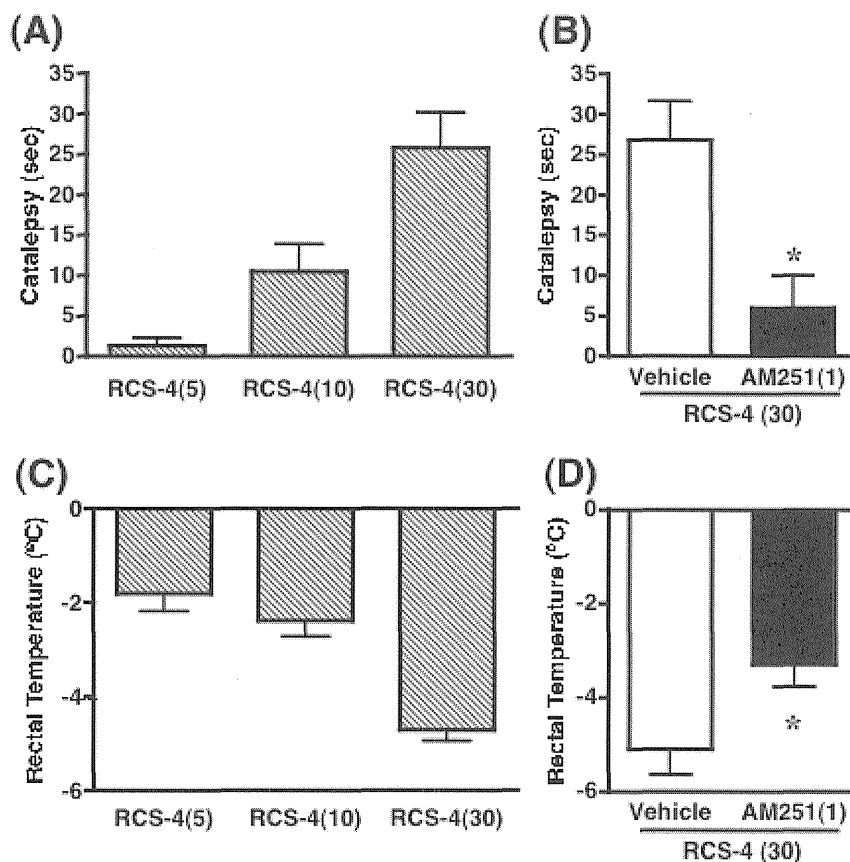 (A)
Catalepsy (sec)
35
30
25
20
15
10
5
0
RCS-4(5) RCS-4(10) RCS-4(30)
(B)
Catalepsy (sec)
35
30
25
20
15
10
5
0
*
Vehicle AM251(1)
RCS-4 (30)
(C)
Rectal Temperature (°C)
0
-2
-4
-6
RCS-4(5) RCS-4(10) RCS-4(30)
(D)
Rectal Temperature (°C)
0
-2
-4
-6
*
Vehicle AM251(1)
RCS-4 (30)